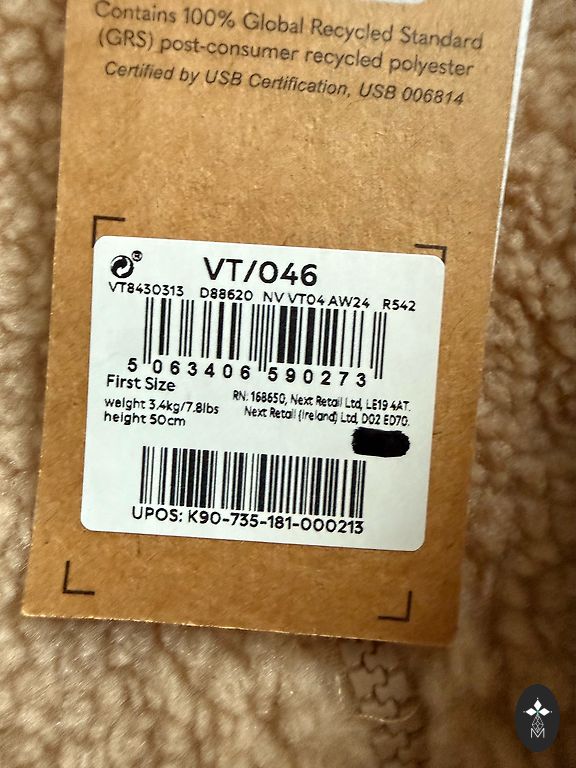 Contains 100% Global Recycled Standard
(GRS) post-consumer recycled polyester
Certified by USB Certification, USB 006814
VT/046
VT8430313 D88620 NV VT04 AW24 R542
5 063406 590273
First Size
weight 3.4kg/7.8lbs
height 50cm
RN: 168650, Next Retail Ltd, LE19 4AT.
Next Retail (Ireland) Ltd, D02 ED70.
UPOS: K90-735-181-000213
M